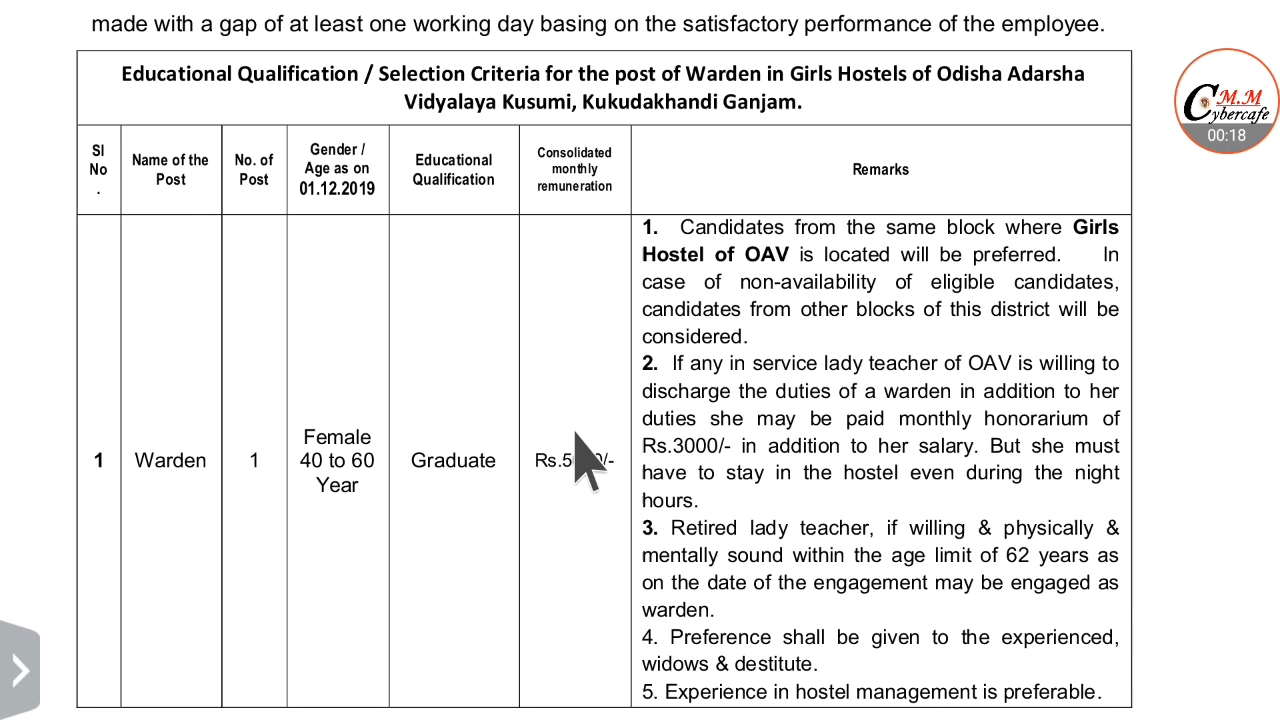 made with a gap of at least one working day basing on the satisfactory performance of the employee.
Educational Qualification / Selection Criteria for the post of Warden in Girls Hostels of Odisha Adarsha
Vidyalaya Kusumi, Kukudakhandi Ganjam.
Sl
No
.
Name of the
Post
No. of
Post
Gender /
Age as on
01.12.2019
Educational
Qualification
Consolidated
monthly
remuneration
Remarks
1
Warden
1
Female
40 to 60
Year
Graduate
1. Candidates from the same block where Girls
Hostel of OAV is located will be preferred. In
case of non-availability of eligible candidates,
candidates from other blocks of this district will be
considered.
2. If any in service lady teacher of OAV is willing to
discharge the duties of a warden in addition to her
duties she may be paid monthly honorarium of
Rs.3000/- in addition to her salary. But she must
have to stay in the hostel even during the night
hours.
3. Retired lady teacher, if willing & physically &
mentally sound within the age limit of 62 years as
on the date of the engagement may be engaged as
warden.
4. Preference shall be given to the experienced,
widows & destitute.
5. Experience in hostel management is preferable.
M.M
Cybercafe
00:18